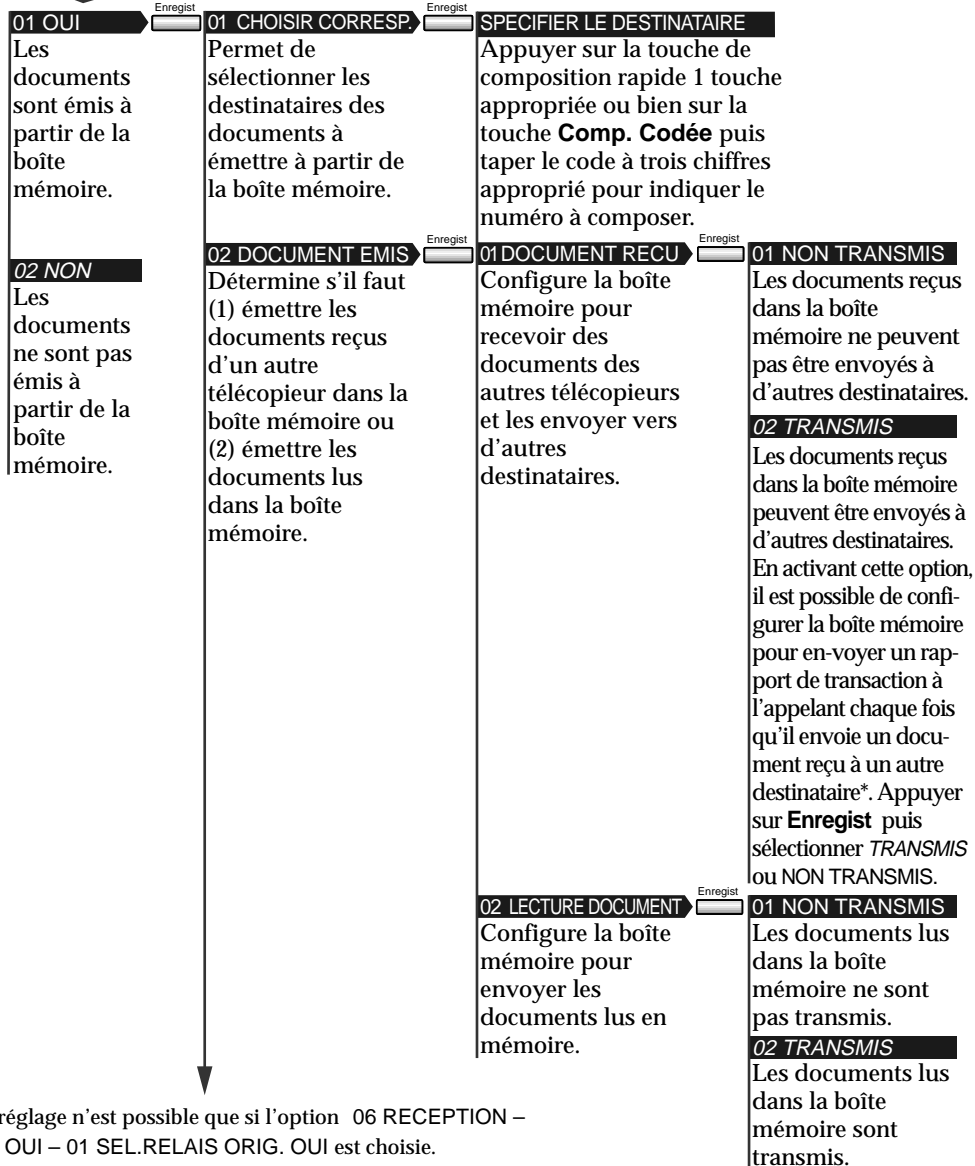 Enregist
Enregist
01 OUI
Les
documents
sont émis à
partir de la
boîte
mémoire.
02 NON
Les
documents
ne sont pas
émis à
partir de la
boîte
mémoire.
01 CHOISIR CORRESP.
Permet de
sélectionner les
destinataires des
documents à
émettre à partir de
la boîte mémoire.
Enregist
02 DOCUMENT EMIS
Détermine s'il faut
(1) émettre les
documents reçus
d'un autre
télécopieur dans la
boîte mémoire ou
(2) émettre les
documents lus
dans la boîte
mémoire.
SPECIFIER LE DESTINATAIRE
Appuyer sur la touche de
composition rapide 1 touche
appropriée ou bien sur la
touche Comp. Codée puis
taper le code à trois chiffres
approprié pour indiquer le
numéro à composer.
Enregist
01 DOCUMENT RECU
Configure la boîte
mémoire pour
recevoir des
documents des
autres télécopieurs
et les envoyer vers
d'autres
destinataires.
01 NON TRANSMIS
Les documents reçus
dans la boîte
mémoire ne peuvent
pas être envoyés à
d'autres destinataires.
02 TRANSMIS
Les documents reçus
dans la boîte mémoire
peuvent être envoyés à
d'autres destinataires.
En activant cette option,
il est possible de confi-
gurer la boîte mémoire
pour en-voyer un rap-
port de transaction à
l'appelant chaque fois
qu'il envoie un docu-
ment reçu à un autre
destinataire*. Appuyer
sur Enregist puis
sélectionner TRANSMIS
ou NON TRANSMIS.
Enregist
02 LECTURE DOCUMENT
Configure la boîte
mémoire pour
envoyer les
documents lus en
mémoire.
01 NON TRANSMIS
Les documents lus
dans la boîte
mémoire ne sont
pas transmis.
02 TRANSMIS
Les documents lus
dans la boîte
mémoire sont
transmis.
réglage n'est possible que si l'option 06 RECEPTION –
OUI – 01 SEL.RELAIS ORIG. OUI est choisie.